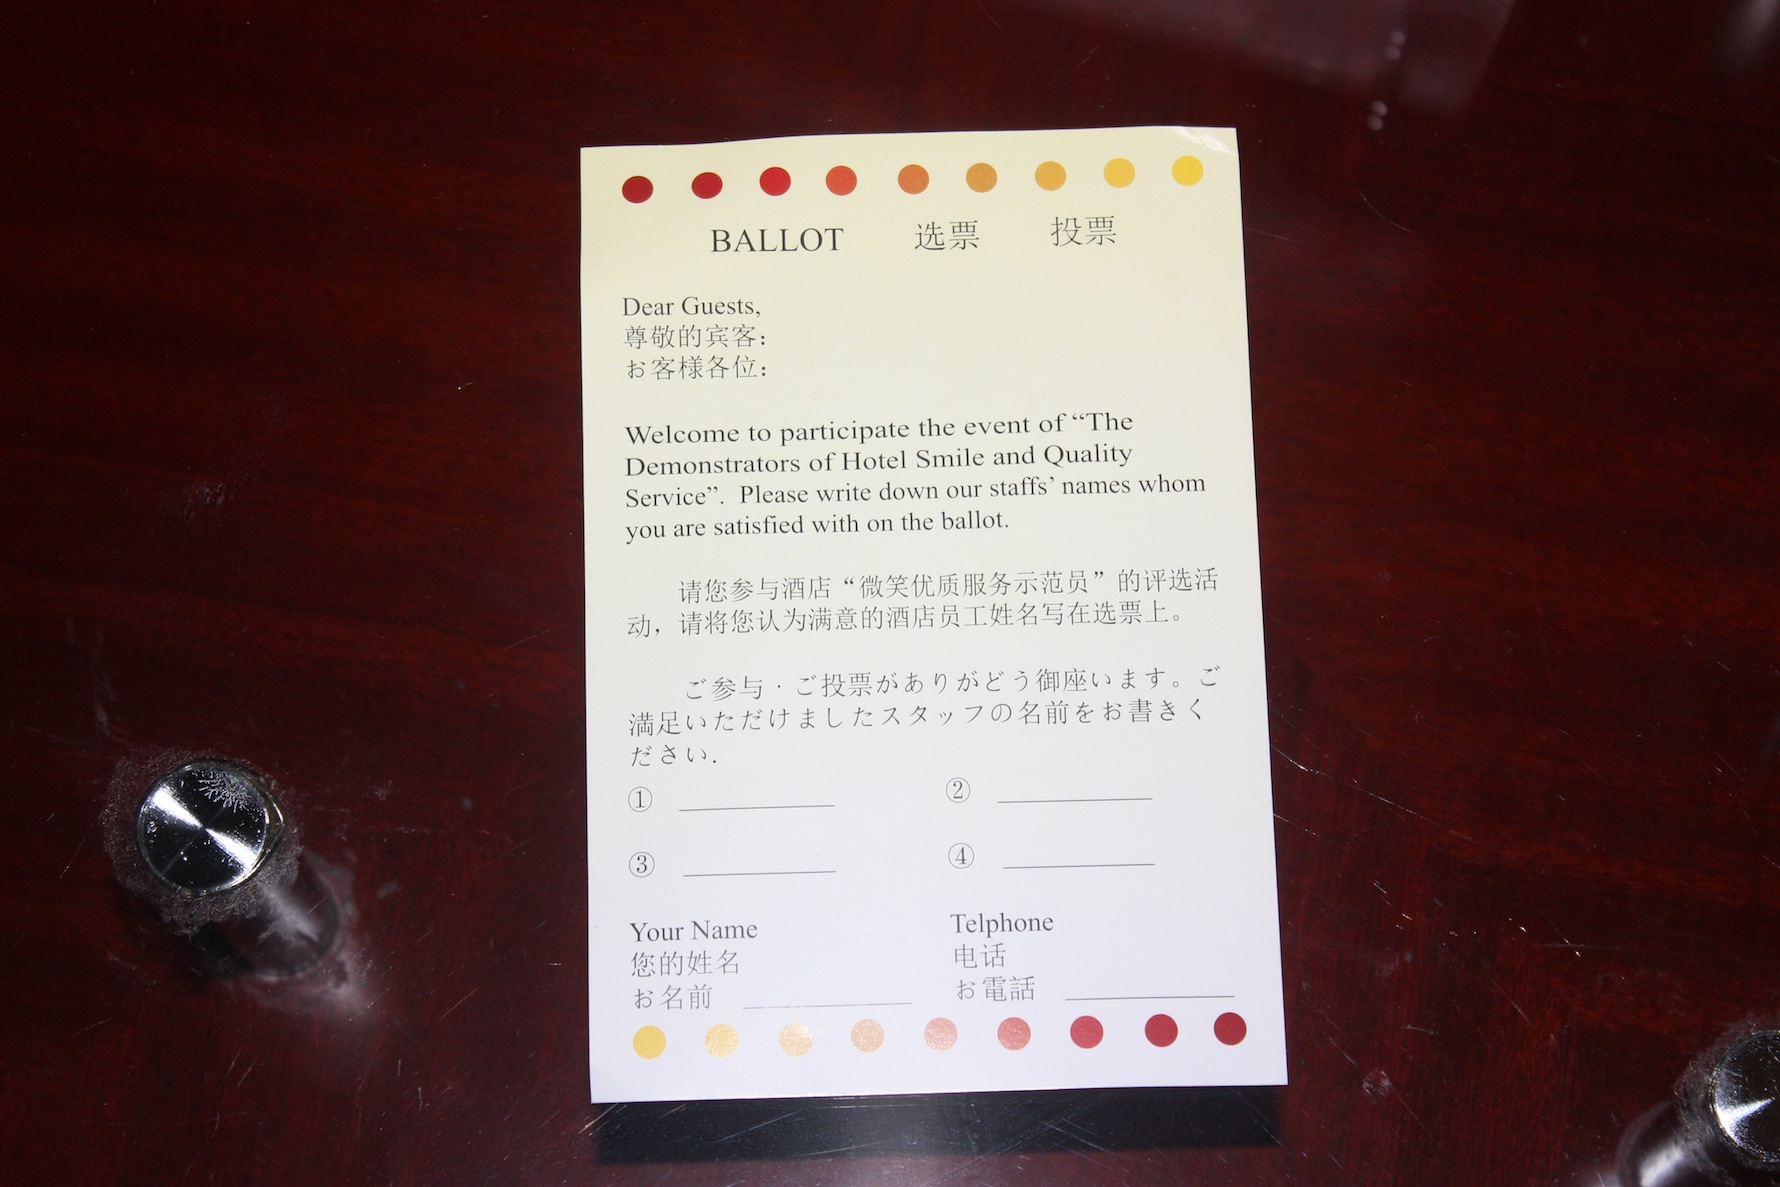 BALLOT 选票 投票
Dear Guests,
尊敬的宾客：
お客様各位：
Welcome to participate the event of “The
Demonstrators of Hotel Smile and Quality
Service”. Please write down our staffs’ names whom
you are satisfied with on the ballot.
请您参与酒店“微笑优质服务示范员”的评选活
动，请将您认为满意的酒店员工姓名写在选票上。
ご参与・ご投票がありがどう御座います。ご
満足いただけましたスタッフの名前をお書きく
ださい.
① ②
③ ④
Your Name
您的姓名
お名前
Telphone
电话
お電話